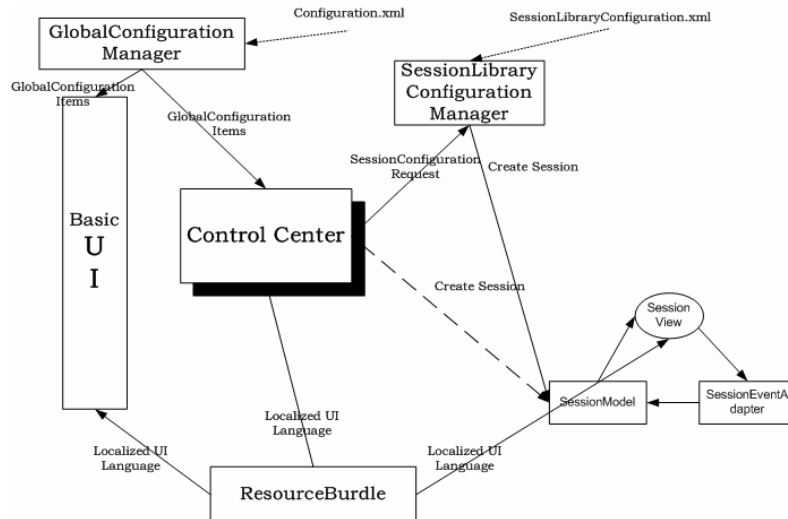 Configuration.xml
SessionLibraryConfiguration.xml
GlobalConfiguration
Manager
SessionLibrary
Configuration
Manager
GlobalConfiguration
Items
GlobalConfiguration
Items
SessionConfiguration
Request
Create Session
Basic
U
I
Control Center
Create Session
Session
View
SessionModel
SessionEventA
dapter
Localized UI
Language
Localized UI
Language
Localized UI
Language
ResourceBurdle